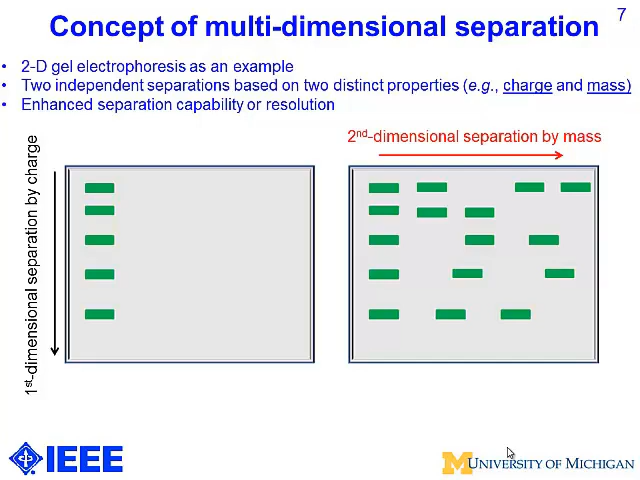 7
Concept of multi-dimensional separation
• 2-D gel electrophoresis as an example
• Two independent separations based on two distinct properties (e.g., charge and mass)
• Enhanced separation capability or resolution
2nd-dimensional separation by mass
1st-dimensional separation by charge
IEEE
M UNIVERSITY OF MICHIGAN